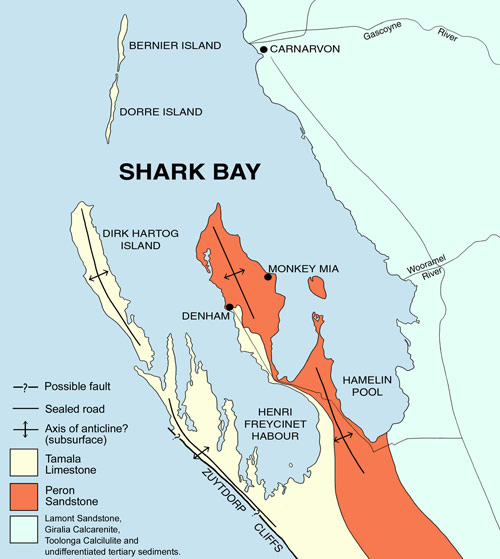 BERNIER ISLAND
CARNARVON
Gascoyne River
DORRE ISLAND
SHARK BAY
DIRK HARTOG
ISLAND
MONKEY MIA
Wooramel
River
DENHAM
HAMELIN
POOL
HENRI
FREYCINET
HABOUR
ZUYTDORP CLIFFS
?
?
-?- Possible fault
Sealed road
Axis of anticline?
(subsurface)
Tamala
Limestone
Peron
Sandstone
Lamont Sandstone,
Giralia Calcarenite,
Toolonga Calcilulite and
undifferentiated tertiary sediments.